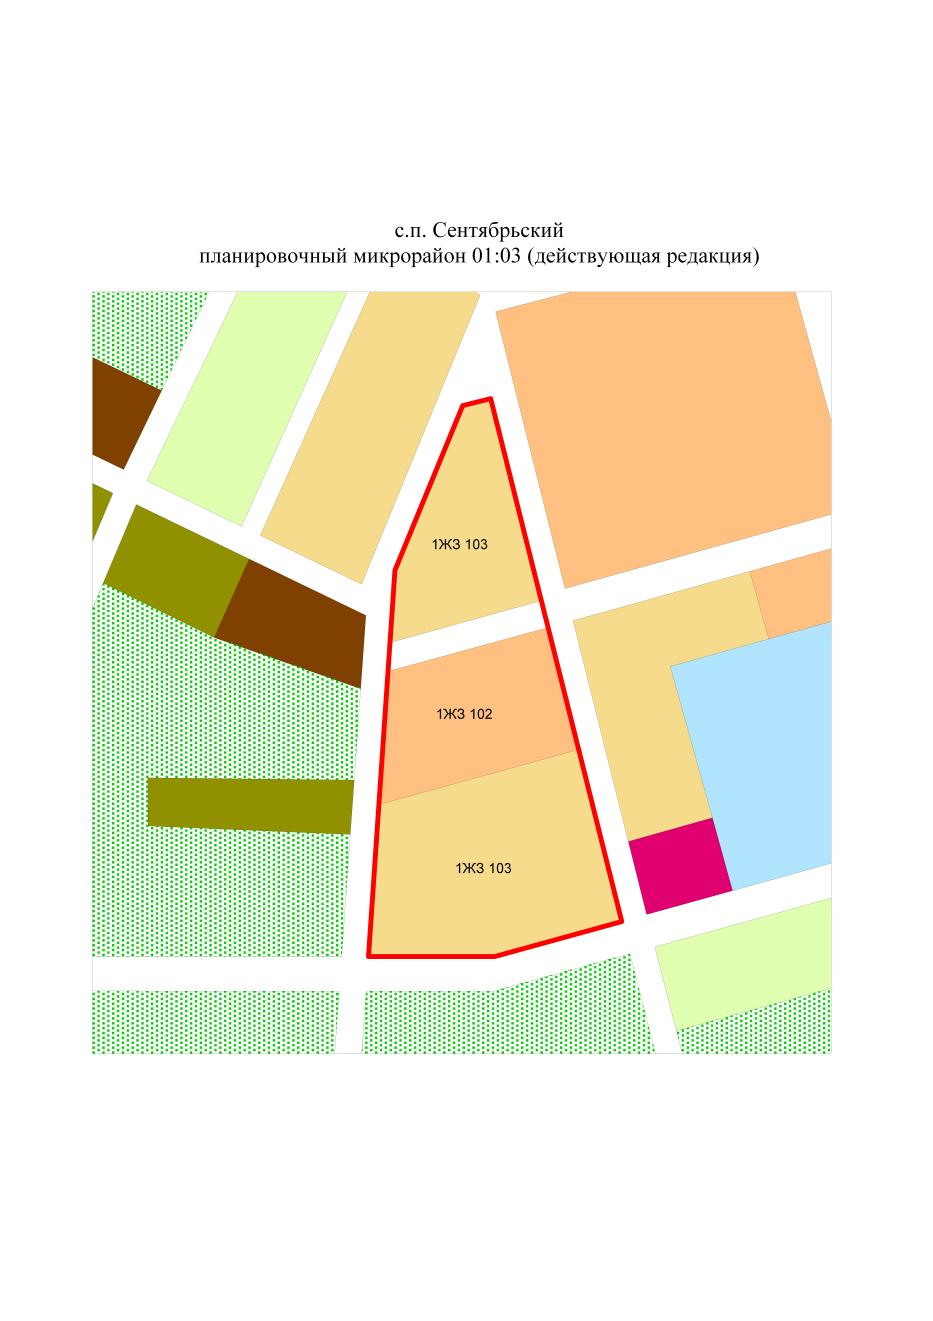 с.п. Сентябрьский
планировочный микрорайон 01:03 (действующая редакция)
1ЖЗ 103
1ЖЗ 102
1ЖЗ 103